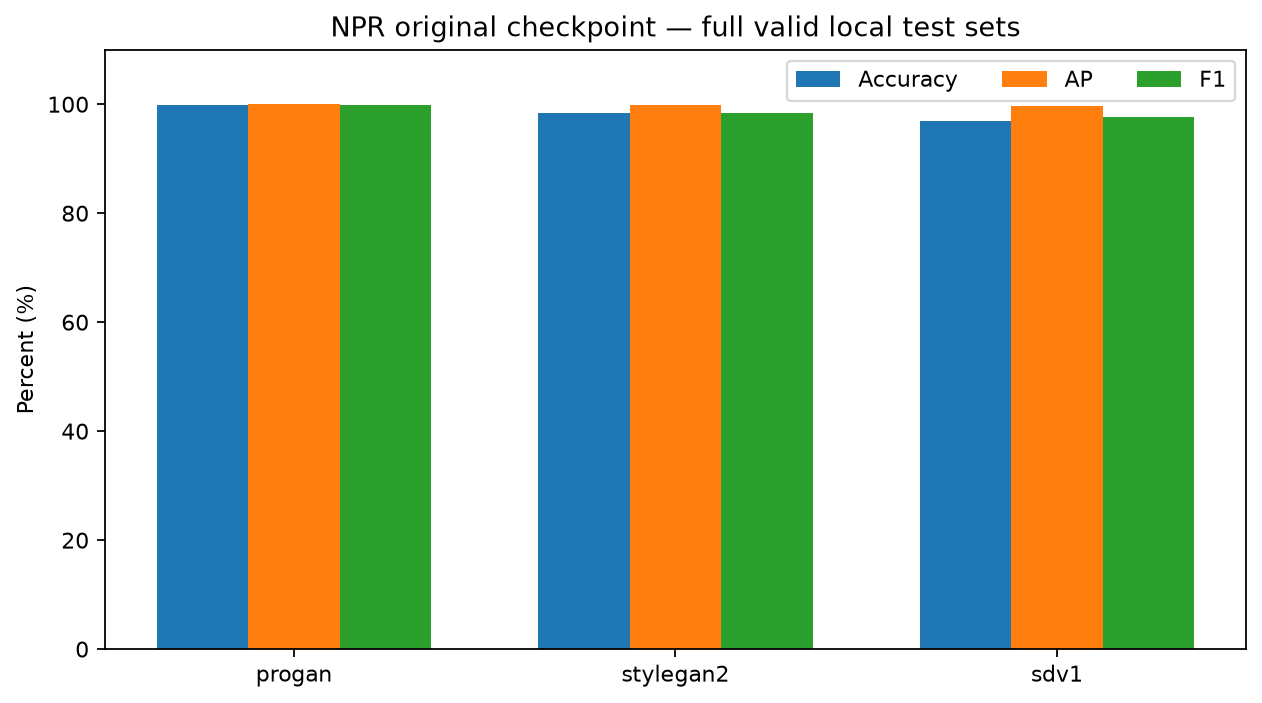 NPR original checkpoint — full valid local test sets
Accuracy AP F1
Percent (%)
100
80
60
40
20
0
progan stylegan2 sdv1